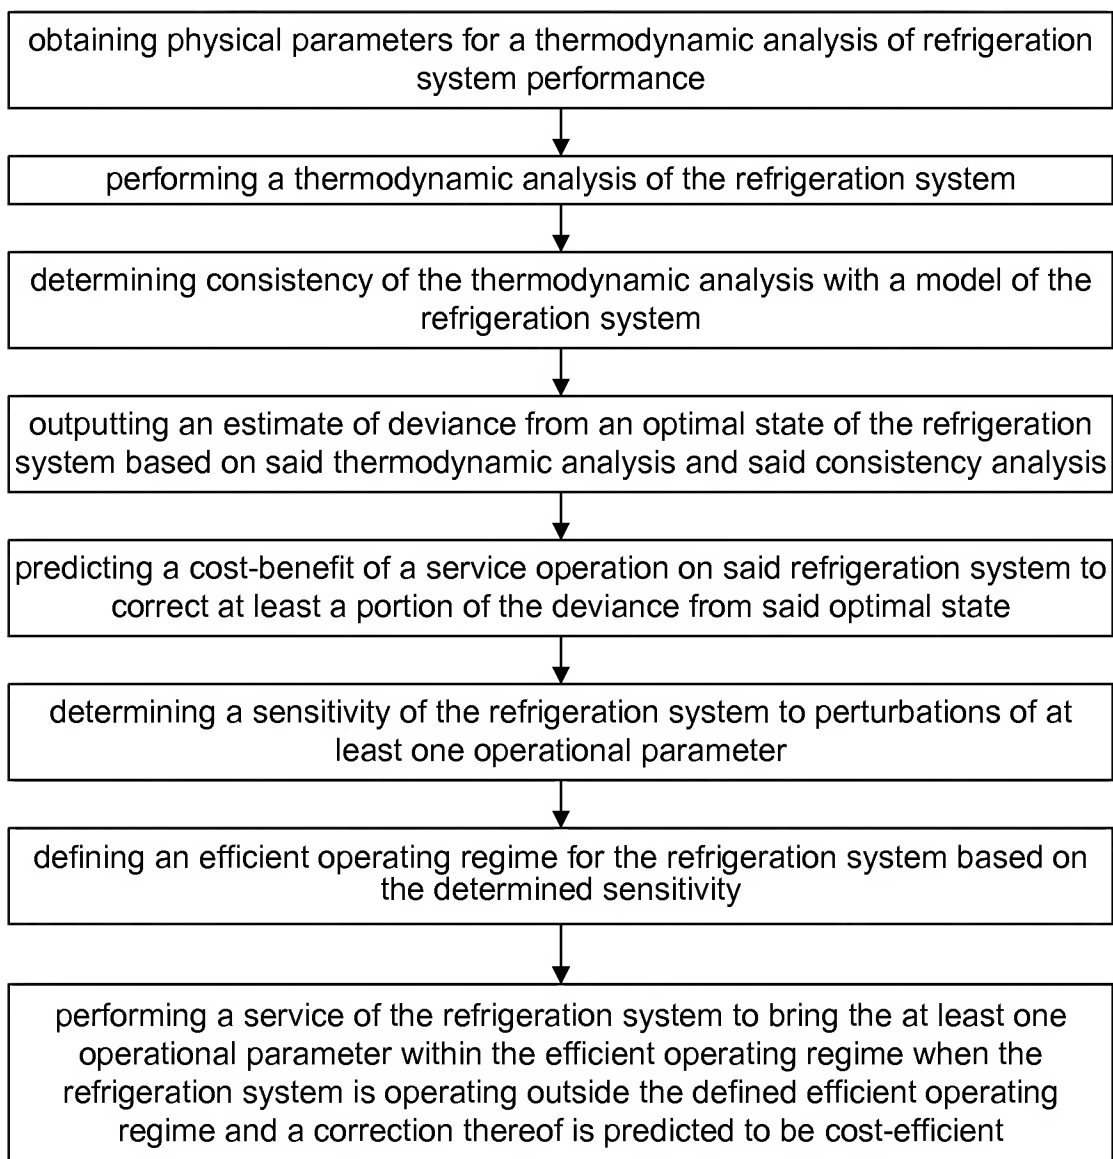 obtaining physical parameters for a thermodynamic analysis of refrigeration
system performance
performing a thermodynamic analysis of the refrigeration system
determining consistency of the thermodynamic analysis with a model of the
refrigeration system
outputting an estimate of deviance from an optimal state of the refrigeration
system based on said thermodynamic analysis and said consistency analysis
predicting a cost-benefit of a service operation on said refrigeration system to
correct at least a portion of the deviance from said optimal state
determining a sensitivity of the refrigeration system to perturbations of at
least one operational parameter
defining an efficient operating regime for the refrigeration system based on
the determined sensitivity
performing a service of the refrigeration system to bring the at least one
operational parameter within the efficient operating regime when the
refrigeration system is operating outside the defined efficient operating
regime and a correction thereof is predicted to be cost-efficient